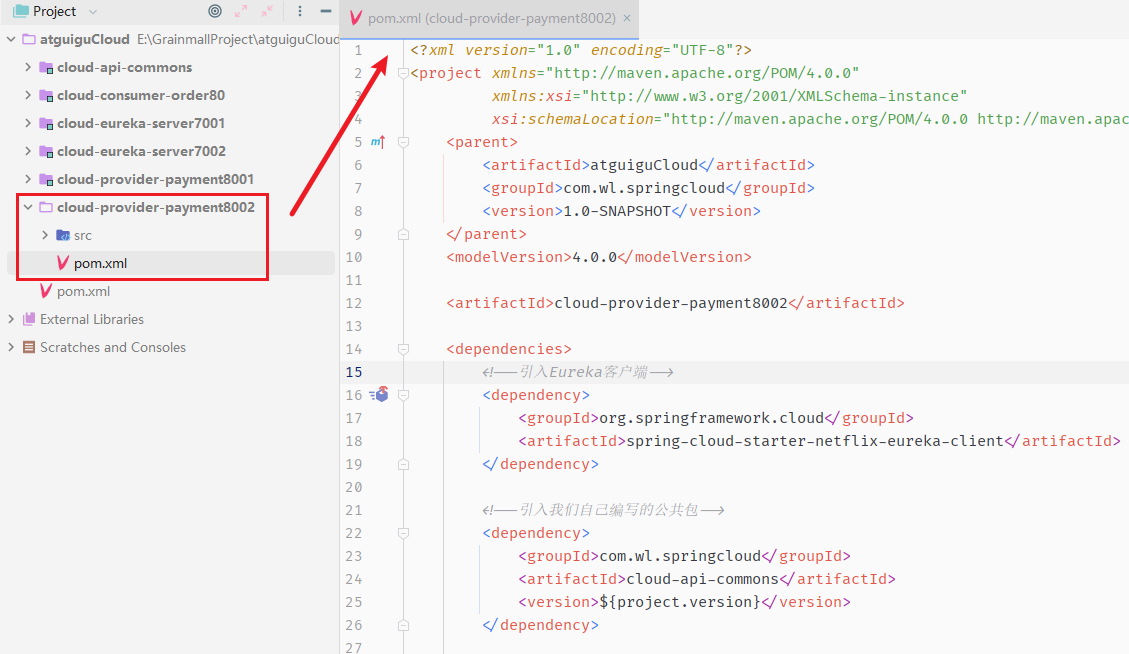 Project
atguiguCloud E:\GrainmallProject\atguiguCloud
cloud-api-commons
cloud-consumer-order80
cloud-eureka-server7001
cloud-eureka-server7002
cloud-provider-payment8001
cloud-provider-payment8002
src
pom.xml
pom.xml
External Libraries
Scratches and Consoles
pom.xml (cloud-provider-payment8002)
1 <?xml version="1.0" encoding="UTF-8"?>
2 <project xmlns="http://maven.apache.org/POM/4.0.0"
3 xmlns:xsi="http://www.w3.org/2001/XMLSchema-instance"
4 xsi:schemaLocation="http://maven.apache.org/POM/4.0.0 http://maven.apac
5 <parent>
6 <artifactId>atguiguCloud</artifactId>
7 <groupId>com.wl.springcloud</groupId>
8 <version>1.0-SNAPSHOT</version>
9 </parent>
10 <modelVersion>4.0.0</modelVersion>
11
12 <artifactId>cloud-provider-payment8002</artifactId>
13
14 <dependencies>
15 <!--引入Eureka客户端-->
16 <dependency>
17 <groupId>org.springframework.cloud</groupId>
18 <artifactId>spring-cloud-starter-netflix-eureka-client</artifactId>
19 </dependency>
20
21 <!--引入我们自己编写的公共包-->
22 <dependency>
23 <groupId>com.wl.springcloud</groupId>
24 <artifactId>cloud-api-commons</artifactId>
25 <version>${project.version}</version>
26 </dependency>
27